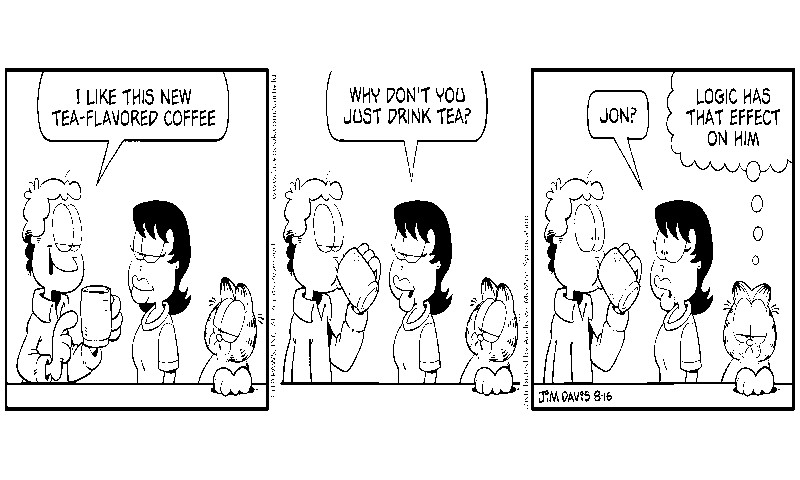 I LIKE THIS NEW
TEA-FLAVORED COFFEE
WHY DON'T YOU
JUST DRINK TEA?
JON?
LOGIC HAS
THAT EFFECT
ON HIM
JIM DAVIS 8-16